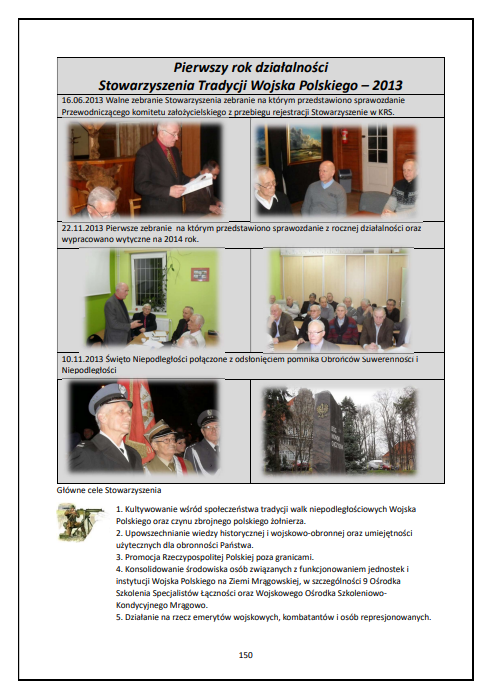 Pierwszy rok działalności
Stowarzyszenia Tradycji Wojska Polskiego – 2013
16.06.2013 Walne zebranie Stowarzyszenia zebranie na którym przedstawiono sprawozdanie
Przewodniczącego komitetu założycielskiego z przebiegu rejestracji Stowarzyszenie w KRS.
22.11.2013 Pierwsze zebranie na którym przedstawiono sprawozdanie z rocznej działalności oraz
wypracowano wytyczne na 2014 rok.
10.11.2013 Święto Niepodległości połączone z odsłonięciem pomnika Obrońców Suwerenności i
Niepodległości
Główne cele Stowarzyszenia
1. Kultywowanie wśród społeczeństwa tradycji walk niepodległościowych Wojska
Polskiego oraz czynu zbrojnego polskiego żołnierza.
2. Upowszechnianie wiedzy historycznej i wojskowo-obronnej oraz umiejętności
użytecznych dla obronności Państwa.
3. Promocja Rzeczypospolitej Polskiej poza granicami.
4. Konsolidowanie środowiska osób związanych z funkcjonowaniem jednostek i
instytucji Wojska Polskiego na Ziemi Mrągowskiej, w szczególności 9 Ośrodka
Szkolenia Specjalistów Łączności oraz Wojskowego Ośrodka Szkoleniowo-
Kondycyjnego Mrągowo.
5. Działanie na rzecz emerytów wojskowych, kombatantów i osób represjonowanych.
150